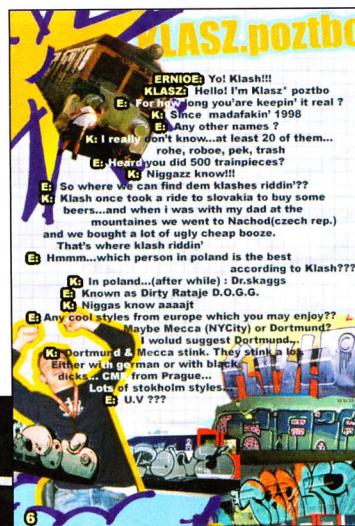 KLASZ.poztbo
ERNIOE: Yo! Klash!!!
KLASZ: Hello! I'm Klasz* poztbo
E: For how long you'are keepin' it real ?
K: Since madafakin' 1998
E: Any other names ?
K: I really don't know...at least 20 of them...
rohe, roboe, pek, trash
E: Heard you did 500 trainpieces?
K: Niggazz know!!!
E: So where we can find dem klashes riddin'??
K: Klash once took a ride to slovakia to buy some
beers...and when i was with my dad at the
mountaines we went to Nachod(czech rep.)
and we bought a lot of ugly cheap booze.
That's where klash riddin'
E: Hmmm...which person in poland is the best
according to Klash???
K: In poland...(after while) : Dr.skaggs
E: Known as Dirty Rataje D.O.G.G.
K: Niggas know aaaajt
E: Any cool styles from europe which you may enjoy??
Maybe Mecca (NYCity) or Dortmund?
I wolud suggest Dortmund...
K: Dortmund & Mecca stink. They stink a lot.
Either with german or with black
dicks... CMF from Prague...
Lots of stokholm styles.
E: U.V ???
6